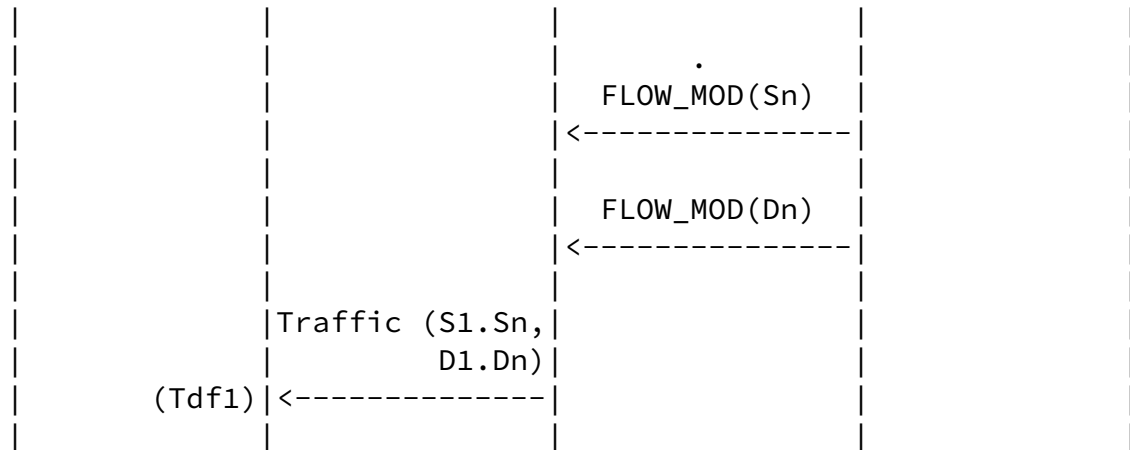 .
FLOW_MOD(Sn)
<---------------
FLOW_MOD(Dn)
<---------------
Traffic (S1.Sn,
D1.Dn)
(Tdf1)
<--------------